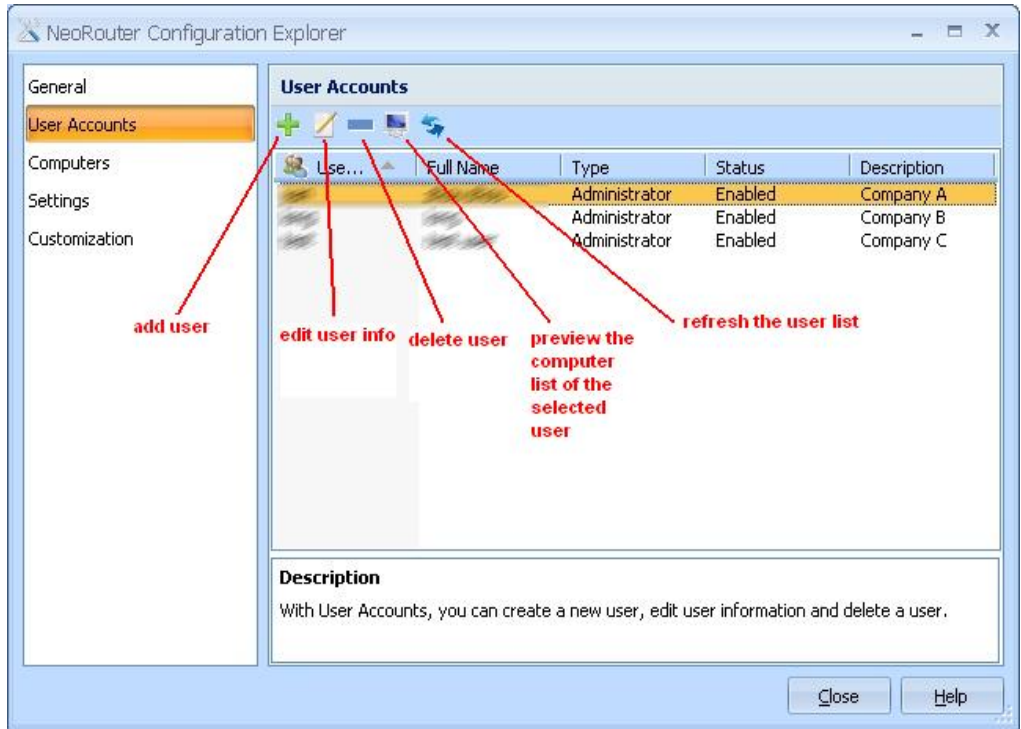 NeoRouter Configuration Explorer
General
User Accounts
Computers
Settings
Customization
User Accounts
Use... Full Name Type Status Description
Administrator Enabled Company A
Administrator Enabled Company B
Administrator Enabled Company C
add user
edit user info
delete user
preview the
computer
list of the
selected
user
refresh the user list
Description
With User Accounts, you can create a new user, edit user information and delete a user.
Close Help